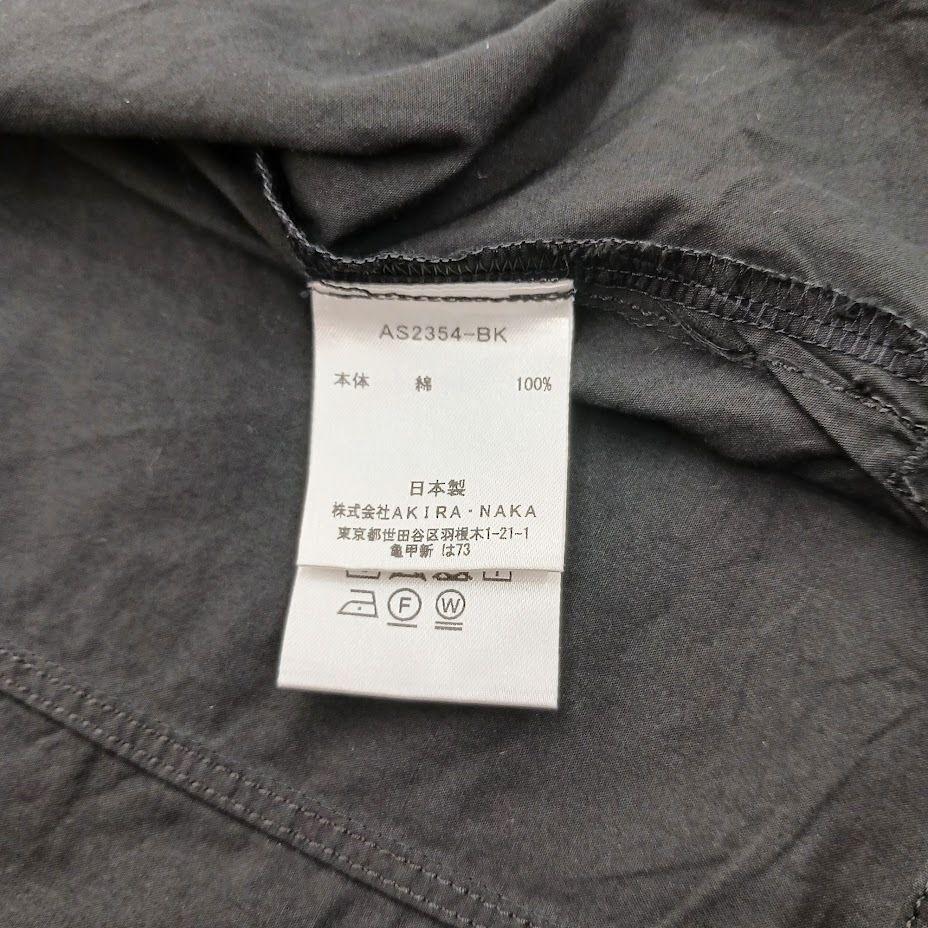 AS2354-BK
本体 綿 100%
日本製
株式会社AKIRA・NAKA
東京都世田谷区羽根木1-21-1
亀甲新 は73
F W